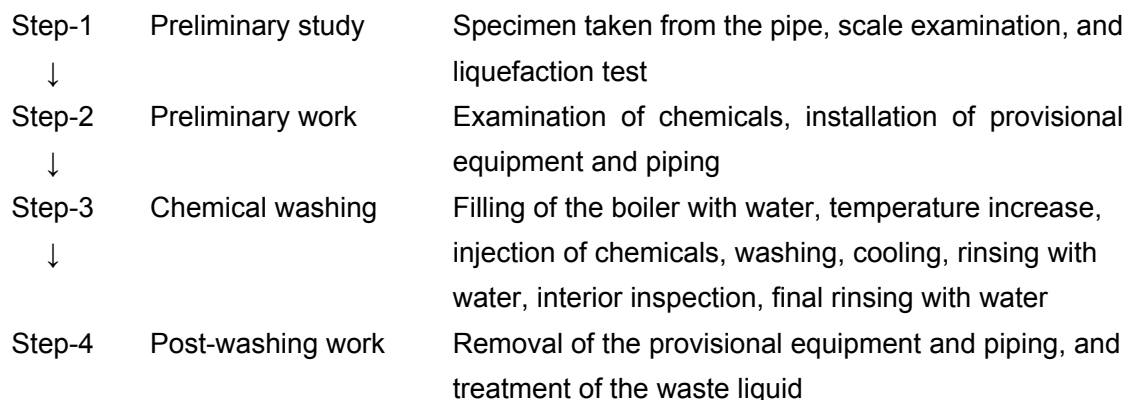 Step-1 Preliminary study Specimen taken from the pipe, scale examination, and
↓ liquefaction test
Step-2 Preliminary work Examination of chemicals, installation of provisional
↓ equipment and piping
Step-3 Chemical washing Filling of the boiler with water, temperature increase,
↓ injection of chemicals, washing, cooling, rinsing with
water, interior inspection, final rinsing with water
Step-4 Post-washing work Removal of the provisional equipment and piping, and
treatment of the waste liquid